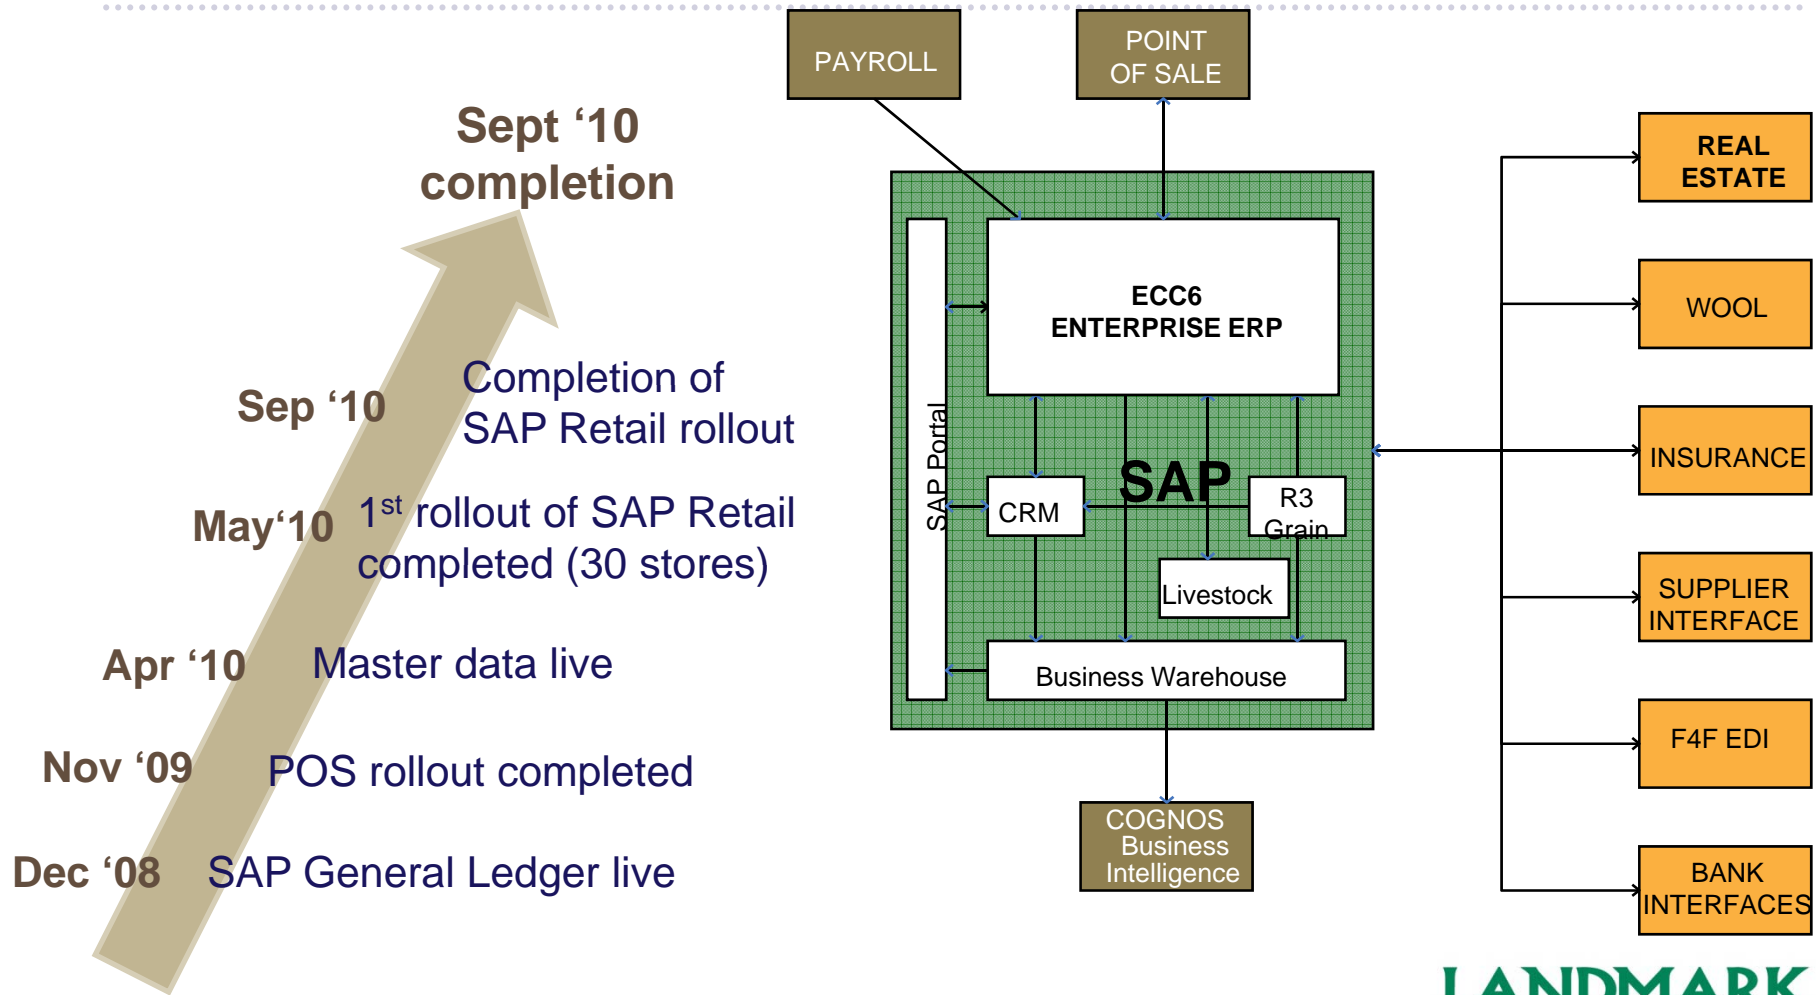 Sept ‘10
completion
Sep ‘10
Completion of
SAP Retail rollout
May‘10
1st rollout of SAP Retail
completed (30 stores)
Apr ‘10
Master data live
Nov ‘09
POS rollout completed
Dec ‘08
SAP General Ledger live
PAYROLL
POINT
OF SALE
ECC6
ENTERPRISE ERP
SAP Portal
SAP
CRM
R3
Grain
Livestock
Business Warehouse
COGNOS
Business
Intelligence
REAL
ESTATE
WOOL
INSURANCE
SUPPLIER
INTERFACE
F4F EDI
BANK
INTERFACES
LANDMARK